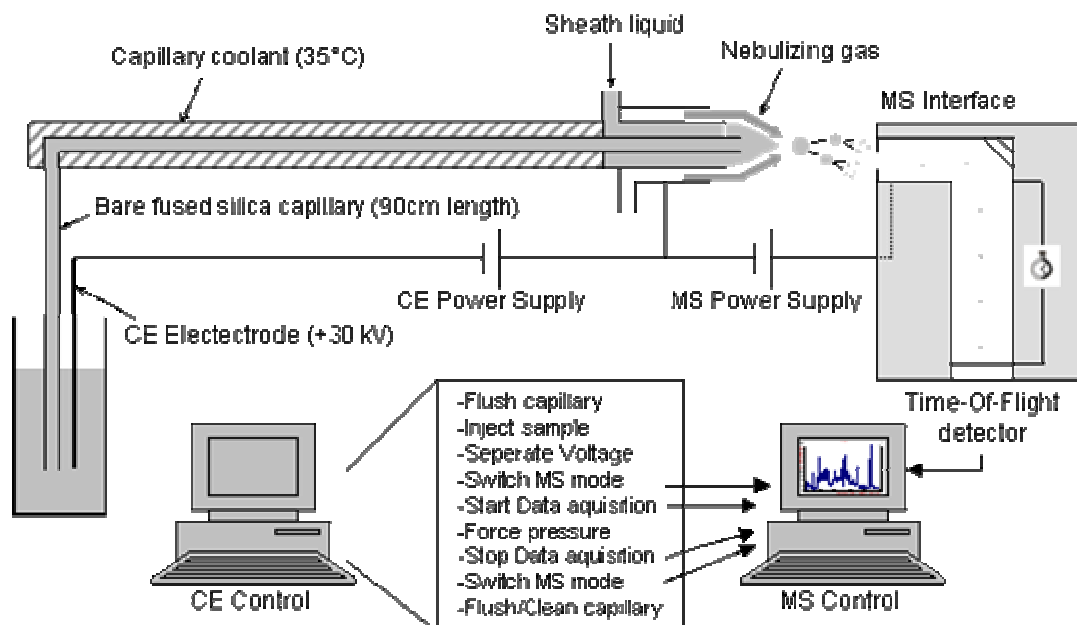 Sheath liquid
Capillary coolant (35°C)
Nebulizing gas
MS Interface
Bare fused silica capillary (90cm length)
CE Power Supply
MS Power Supply
CE Electectrode (+30 kV)
-Flush capillary
-Inject sample
-Seperate Voltage
-Switch MS mode
-Start Data aquisition
-Force pressure
-Stop Data aquisition
-Switch MS mode
-Flush/Clean capillary
Time-Of-Flight
detector
CE Control
MS Control